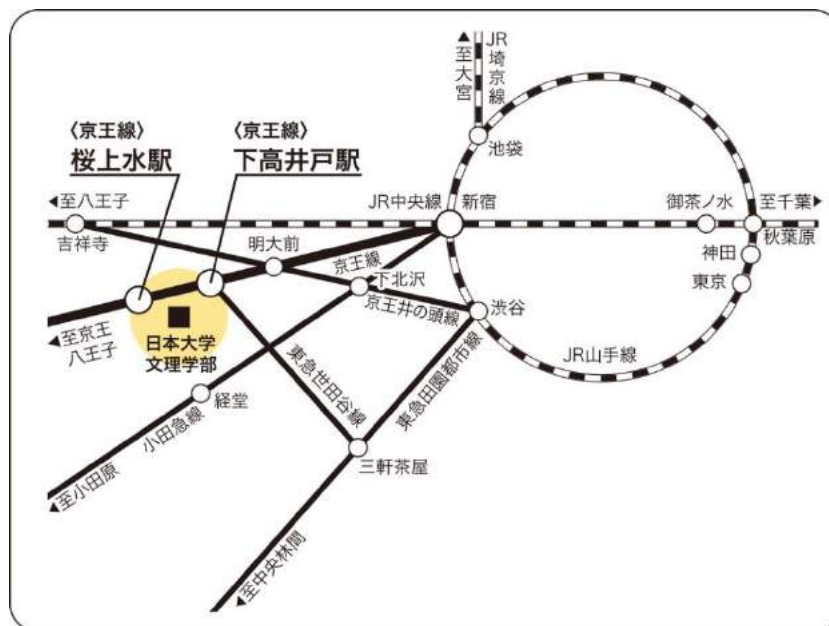 ▲至大宮
JR埼京線
池袋
〈京王線〉
桜上水駅
〈京王線〉
下高井戸駅
◀至八王子
吉祥寺
JR中央線
新宿
御茶ノ水
至千葉▶
秋葉原
神田
東京
明大前
京王線
下北沢
京王井の頭線
渋谷
JR山手線
◀至京王
八王子
日本大学
文理学部
東急世田谷線
東急田園都市線
経堂
小田急線
◀至小田原
三軒茶屋
◀至中央林間